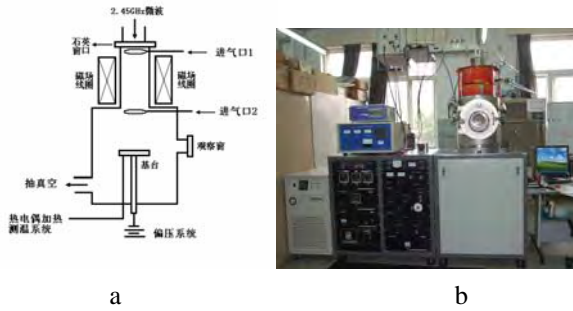 2.45GHz微波
石英
窗口
进气口1
磁场
线圈
磁场
线圈
进气口2
观察窗
基台
抽真空
热电偶加热
测温系统
偏压系统
a
b